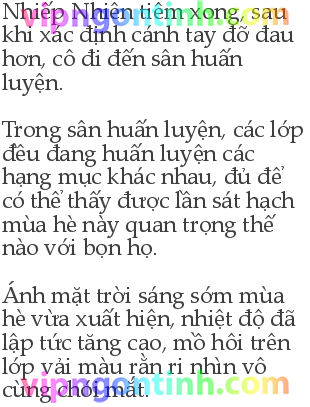 Nhiếp Nhiên tiêm xong, sau
khi xác định cánh tay đỡ đau
hơn, cô đi đến sân huấn
luyện.
Trong sân huấn luyện, các lớp
đều đang huấn luyện các
hạng mục khác nhau, đủ để
có thể thấy được lần sát hạch
mùa hè này quan trọng thế
nào với bọn họ.
Ánh mặt trời sáng sớm mùa
hè vừa xuất hiện, nhiệt độ đã
lập tức tăng cao, mồ hôi trên
lớp vải màu rằn ri nhìn vô
cùng chói mắt.
vipngontinh.com
vipngontinh.com